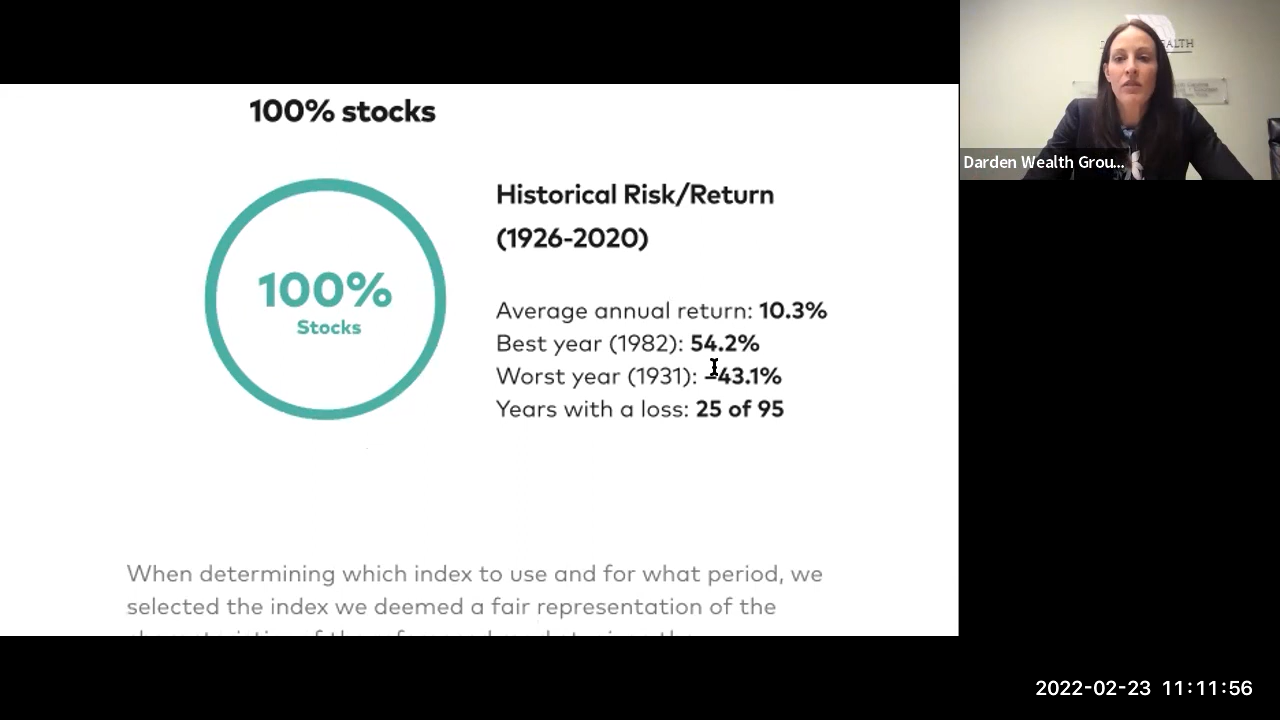 100% stocks
Historical Risk/Return
(1926-2020)
100%
Stocks
Average annual return: 10.3%
Best year (1982): 54.2%
Worst year (1931): –43.1%
Years with a loss: 25 of 95
When determining which index to use and for what period, we
selected the index we deemed a fair representation of the
Darden Wealth Grou...
2022-02-23 11:11:56